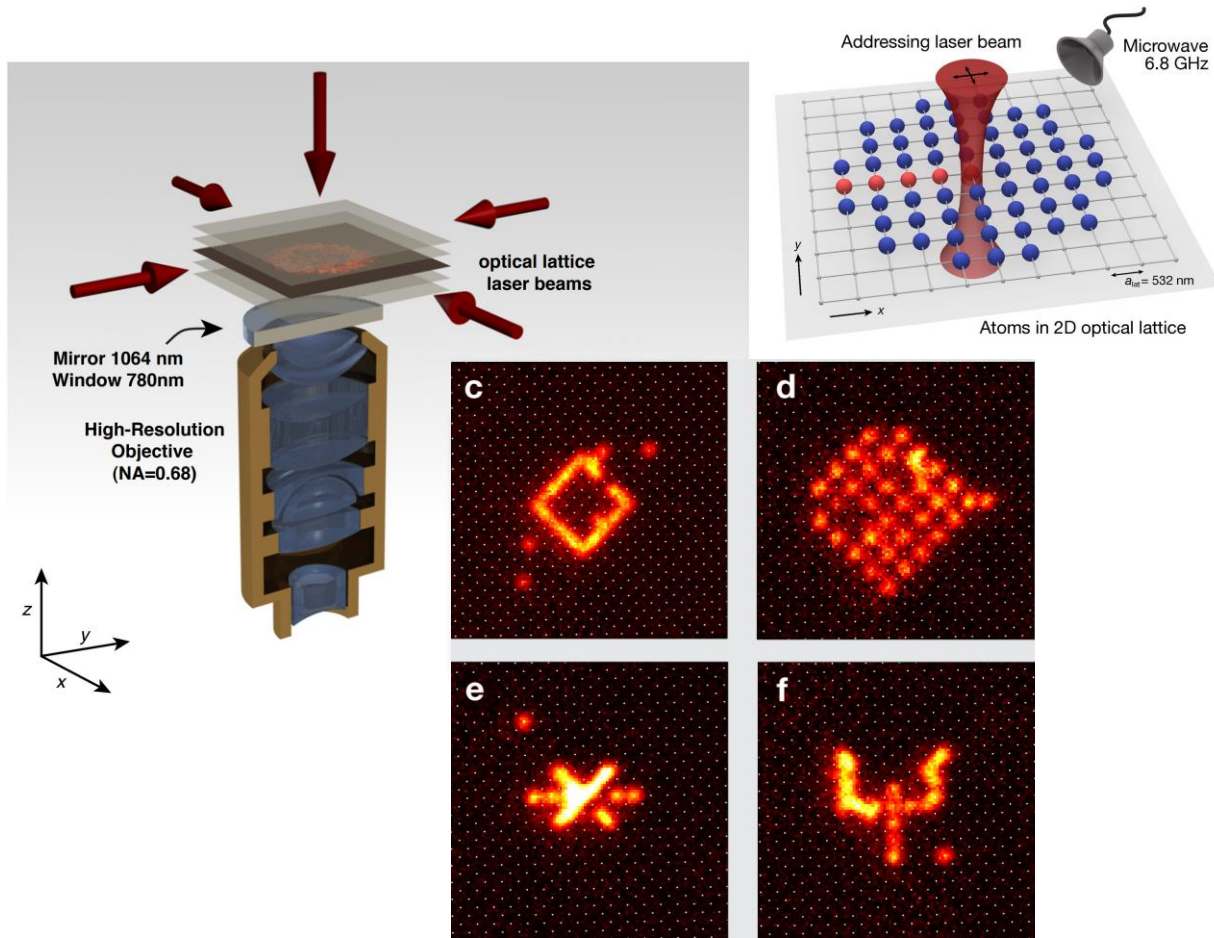 Addressing laser beam
Microwave
6.8 GHz
y
x
a_lat = 532 nm
Atoms in 2D optical lattice
optical lattice
laser beams
Mirror 1064 nm
Window 780nm
High-Resolution
Objective
(NA=0.68)
z
y
x
c
d
e
f